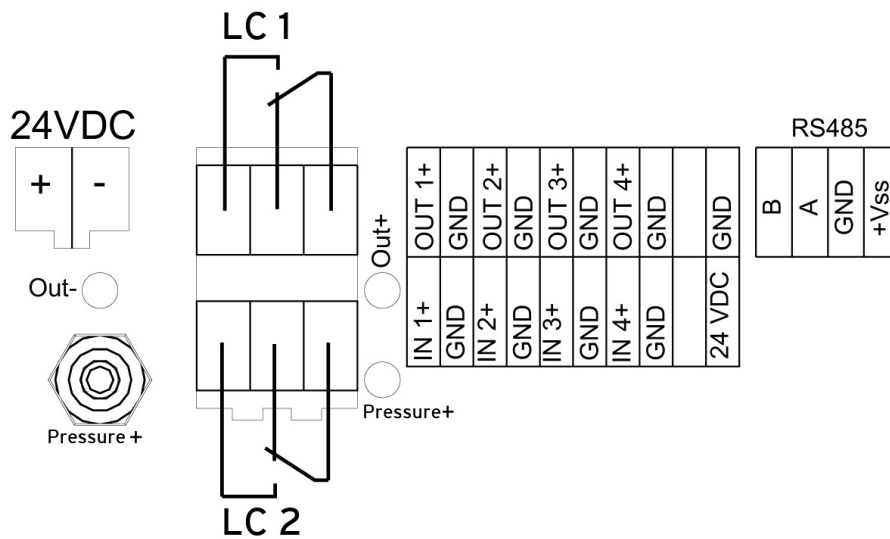 LC 1
24VDC
+ -
Out-
Pressure +
Out+
Pressure+
LC 2
OUT 1+ GND OUT 2+ GND OUT 3+ GND OUT 4+ GND GND
IN 1+ GND IN 2+ GND IN 3+ GND IN 4+ GND 24 VDC
RS485
B A GND +Vss